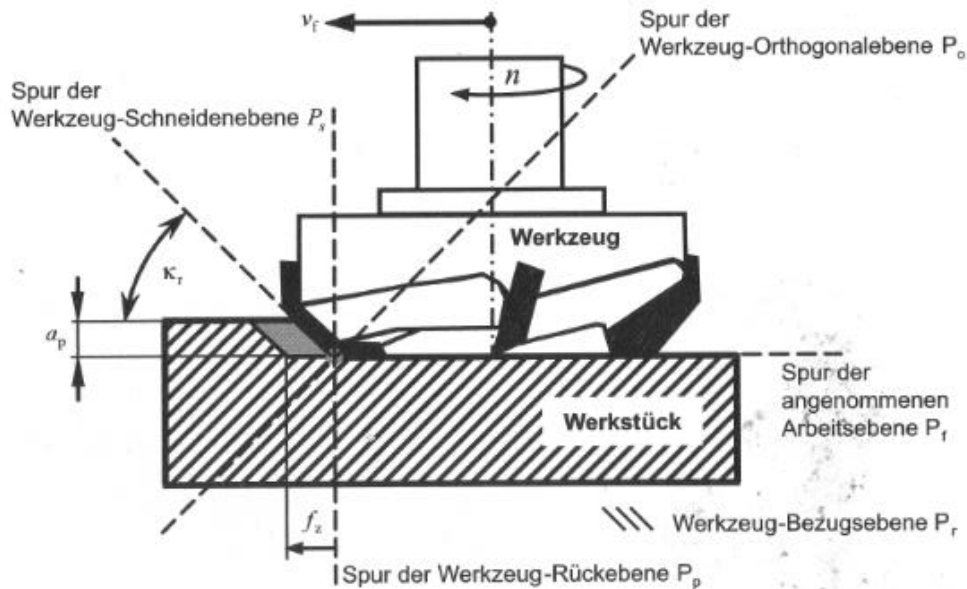 v_f
Spur der
Werkzeug-Orthogonalebene P_o
n
Spur der
Werkzeug-Schneidenebene P_s
Werkzeug
κ_r
a_p
Spur der
angenommenen
Arbeitsebene P_f
Werkstück
f_z
Werkzeug-Bezugsebene P_r
Spur der Werkzeug-Rückebene P_p